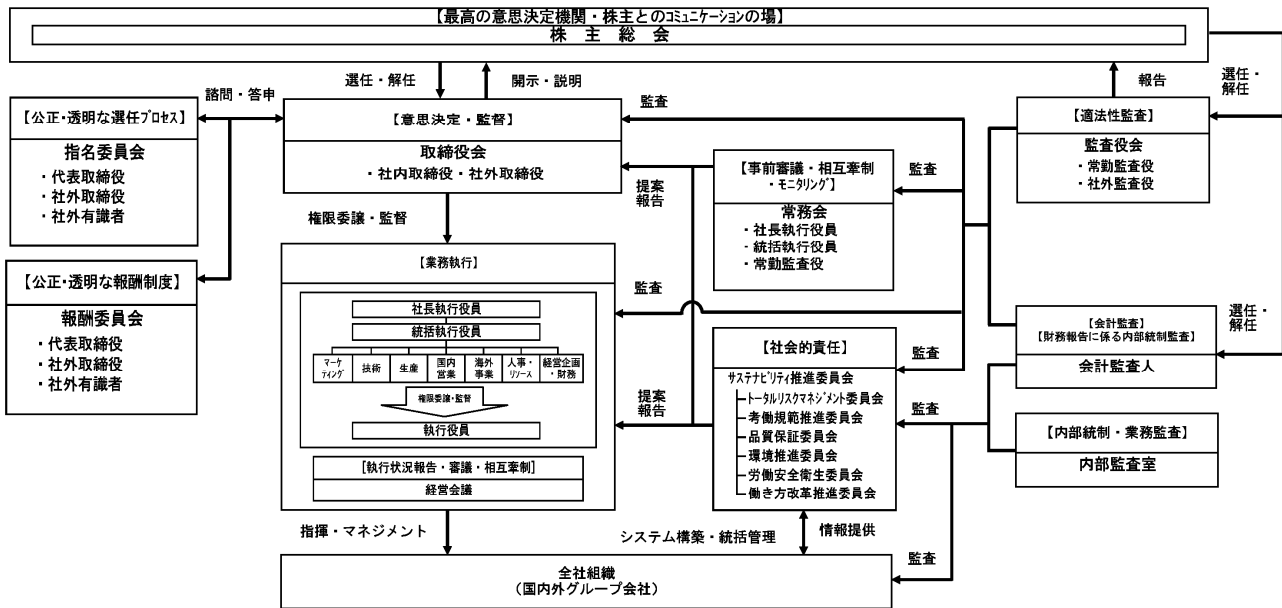 【最高の意思決定機関・株主とのコミュニケーションの場】
株 主 総 会
選任・解任
開示・説明
報告
選任・
解任
諮問・答申
【公正・透明な選任プロセス】
指名委員会
・代表取締役
・社外取締役
・社外有識者
【公正・透明な報酬制度】
報酬委員会
・代表取締役
・社外取締役
・社外有識者
【意思決定・監督】
取締役会
・社内取締役・社外取締役
監査
提案
報告
権限委譲・監督
【事前審議・相互牽制
・モニタリング】
常務会
・社長執行役員
・統括執行役員
・常勤監査役
監査
【適法性監査】
監査役会
・常勤監査役
・社外監査役
【業務執行】
社長執行役員
統括執行役員
マーケ
ティング
技術
生産
国内
営業
海外
事業
人事・
リソース
経営企画
・財務
権限委譲・監督
執行役員
[執行状況報告・審議・相互牽制]
経営会議
監査
提案
報告
【社会的責任】
サステナビリティ推進委員会
トータルリスクマネジメント委員会
考働規範推進委員会
品質保証委員会
環境推進委員会
労働安全衛生委員会
働き方改革推進委員会
監査
監査
【会計監査】
【財務報告に係る内部統制監査】
会計監査人
選任・
解任
【内部統制・業務監査】
内部監査室
指揮・マネジメント
システム構築・統括管理
情報提供
監査
全社組織
（国内外グループ会社）